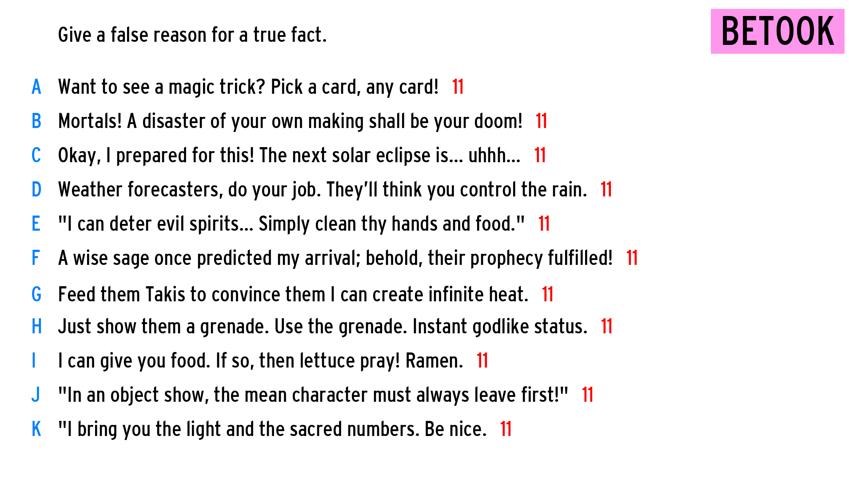 Give a false reason for a true fact.
BETOOK
A Want to see a magic trick? Pick a card, any card! 11
B Mortals! A disaster of your own making shall be your doom! 11
C Okay, I prepared for this! The next solar eclipse is... uhhh... 11
D Weather forecasters, do your job. They'll think you control the rain. 11
E "I can deter evil spirits... Simply clean thy hands and food." 11
F A wise sage once predicted my arrival; behold, their prophecy fulfilled! 11
G Feed them Takis to convince them I can create infinite heat. 11
H Just show them a grenade. Use the grenade. Instant godlike status. 11
I I can give you food. If so, then lettuce pray! Ramen. 11
J "In an object show, the mean character must always leave first!" 11
K "I bring you the light and the sacred numbers. Be nice. 11